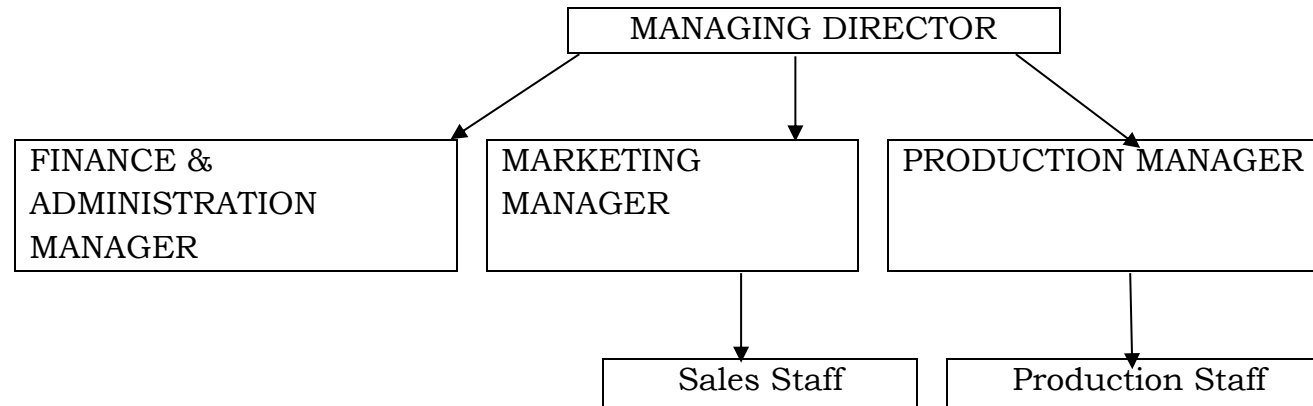 MANAGING DIRECTOR
FINANCE &
ADMINISTRATION
MANAGER
MARKETING
MANAGER
PRODUCTION MANAGER
Sales Staff
Production Staff